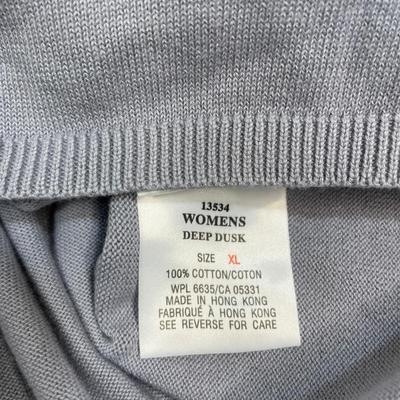 13534
WOMENS
DEEP DUSK
SIZE XL
100% COTTON/COTON
WPL 6635/CA 05331
MADE IN HONG KONG
FABRIQUÉ À HONG KONG
SEE REVERSE FOR CARE